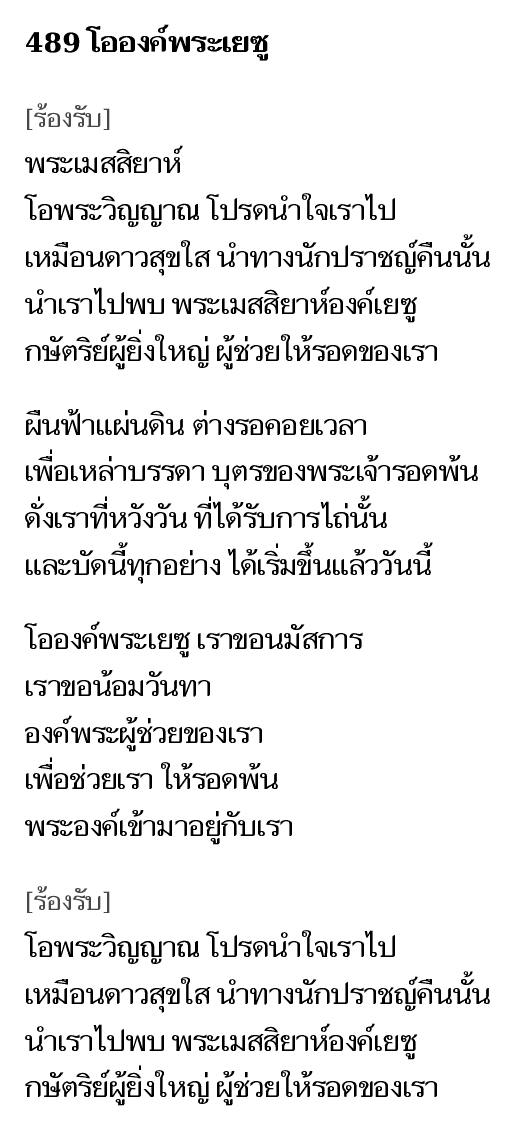 489 โอองค์พระเยซู
[ร้องรับ]
พระเมสสิยาห์
โอพระวิญญาณ โปรดนำใจเราไป
เหมือนดาวสุขใส นำทางนักปราชญ์คืนนั้น
นำเราไปพบ พระเมสสิยาห์องค์เยซู
กษัตริย์ผู้ยิ่งใหญ่ ผู้ช่วยให้รอดของเรา
ผืนฟ้าแผ่นดิน ต่างรอคอยเวลา
เพื่อเหล่าบรรดา บุตรของพระเจ้ารอดพ้น
ดั่งเราที่หวังวัน ที่ได้รับการไถ่นั้น
และบัดนี้ทุกอย่าง ได้เริ่มขึ้นแล้ววันนี้
โอองค์พระเยซู เราขอนมัสการ
เราขอน้อมวันทา
องค์พระผู้ช่วยของเรา
เพื่อช่วยเรา ให้รอดพ้น
พระองค์เข้ามาอยู่กับเรา
[ร้องรับ]
โอพระวิญญาณ โปรดนำใจเราไป
เหมือนดาวสุขใส นำทางนักปราชญ์คืนนั้น
นำเราไปพบ พระเมสสิยาห์องค์เยซู
กษัตริย์ผู้ยิ่งใหญ่ ผู้ช่วยให้รอดของเรา